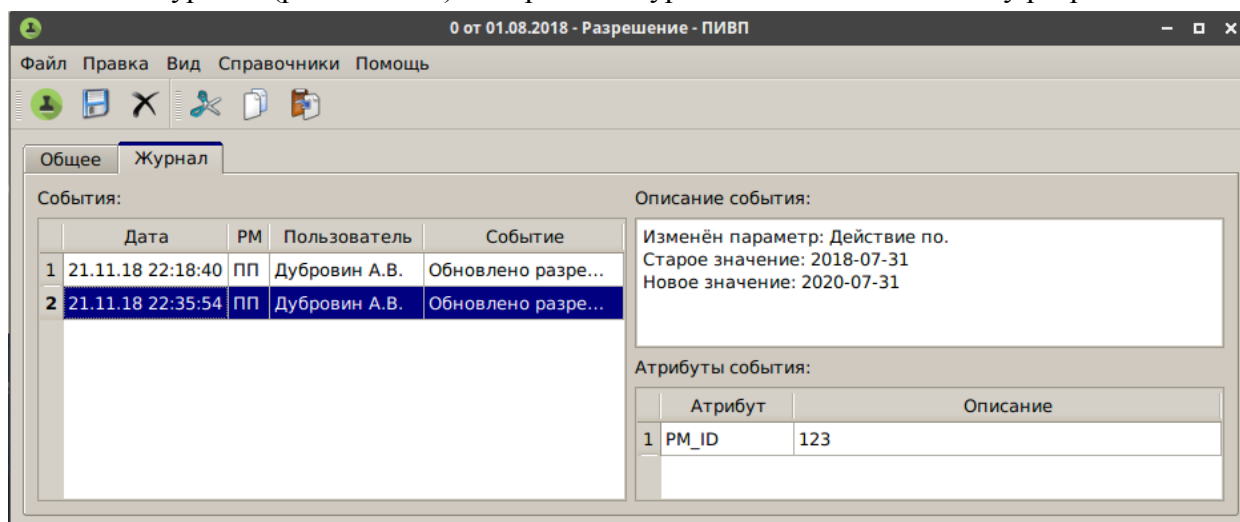 0 от 01.08.2018 - Разрешение - ПИВП
Файл Правка Вид Справочники Помощь
Общее Журнал
События:
Дата РМ Пользователь Событие
1 21.11.18 22:18:40 ПП Дубровин А.В. Обновлено разре...
2 21.11.18 22:35:54 ПП Дубровин А.В. Обновлено разре...
Описание события:
Изменён параметр: Действие по.
Старое значение: 2018-07-31
Новое значение: 2020-07-31
Атрибуты события:
Атрибут Описание
1 PM_ID 123